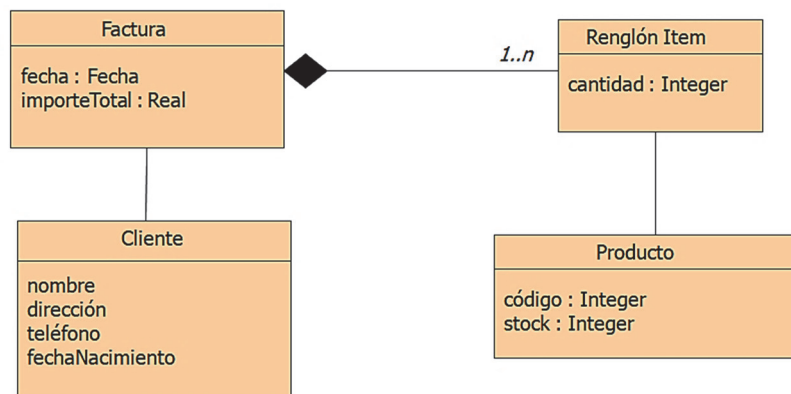 Factura
fecha : Fecha
importeTotal : Real
1..n
Renglón Item
cantidad : Integer
Cliente
nombre
dirección
teléfono
fechaNacimiento
Producto
código : Integer
stock : Integer